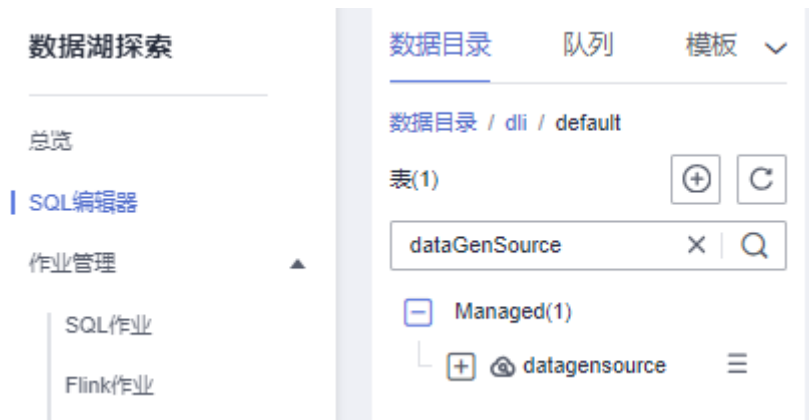 数据湖探索
总览
SQL编辑器
作业管理
SQL作业
Flink作业
数据目录 队列 模板
数据目录 / dli / default
表(1)
dataGenSource
Managed(1)
datagensource